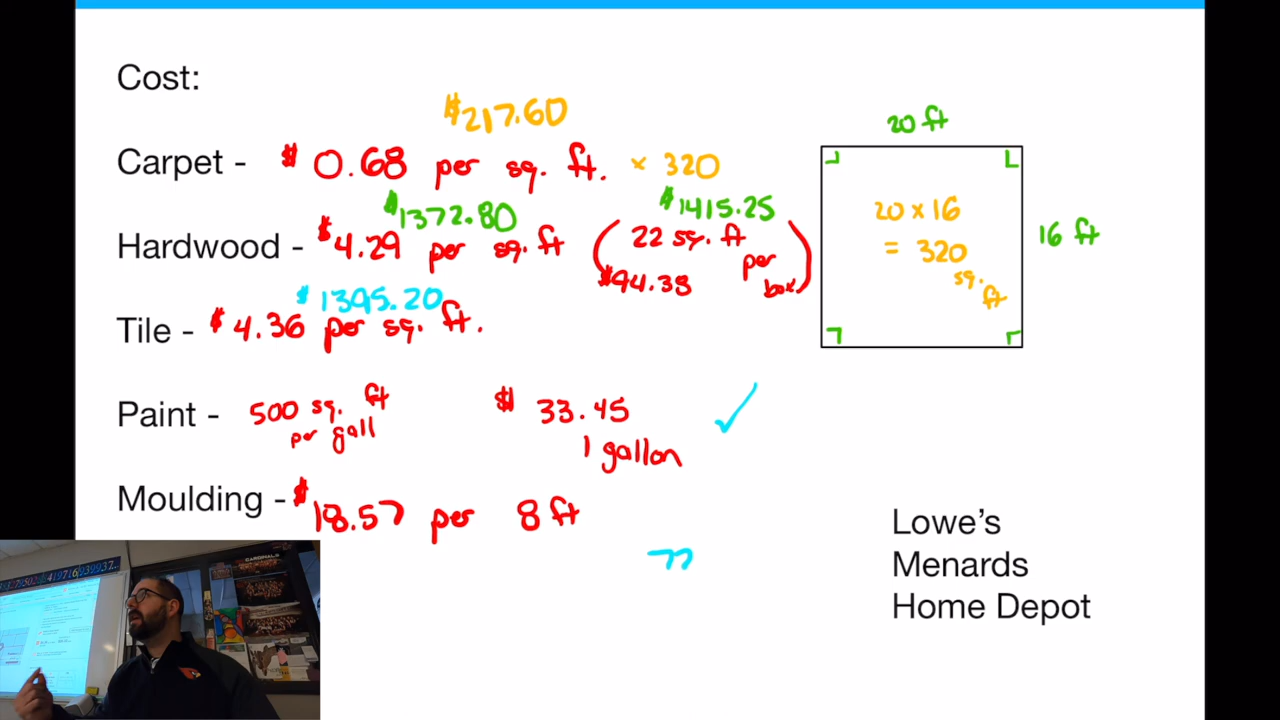 Cost:
$217.60
Carpet - $ 0.68 per sq. ft. × 320
$1372.80
$1415.25
Hardwood - $4.29 per sq. ft (22 sq. ft per box)
$94.38
$1395.20
Tile - $4.36 per sq. ft.
Paint - 500 sq. ft per gall
$33.45
1 gallon
Moulding - $18.57 per 8 ft
77
20 ft
16 ft
20 × 16
= 320
sq. ft
Lowe's
Menards
Home Depot
CARDINALS